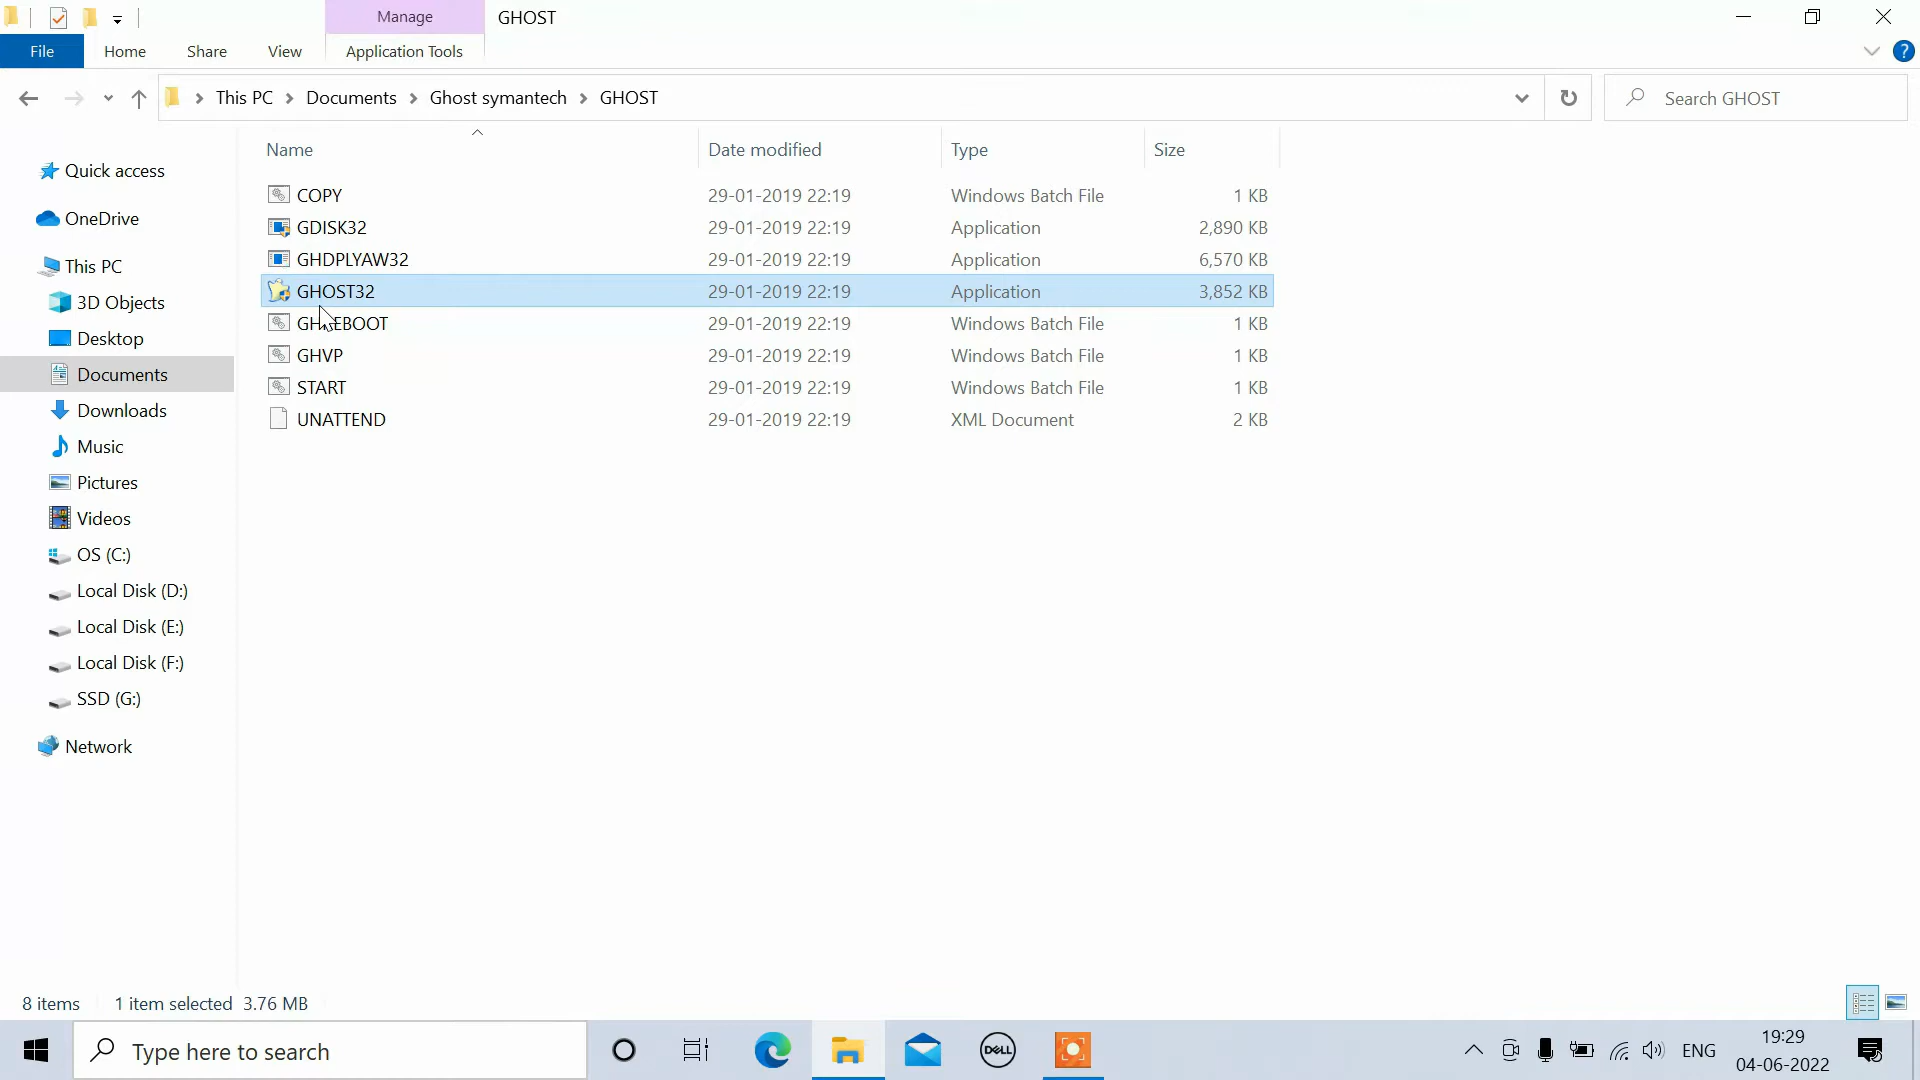 Manage
GHOST
File
Home
Share
View
Application Tools
This PC
Documents
Ghost symantech
GHOST
Search GHOST
Name
Date modified
Type
Size
Quick access
OneDrive
This PC
3D Objects
Desktop
Documents
Downloads
Music
Pictures
Videos
OS (C:)
Local Disk (D:)
Local Disk (E:)
Local Disk (F:)
SSD (G:)
Network
COPY 29-01-2019 22:19 Windows Batch File 1 KB
GDISK32 29-01-2019 22:19 Application 2,890 KB
GHDPLYAW32 29-01-2019 22:19 Application 6,570 KB
GHOST32 29-01-2019 22:19 Application 3,852 KB
GHREBOOT 29-01-2019 22:19 Windows Batch File 1 KB
GHVP 29-01-2019 22:19 Windows Batch File 1 KB
START 29-01-2019 22:19 Windows Batch File 1 KB
UNATTEND 29-01-2019 22:19 XML Document 2 KB
8 items 1 item selected 3.76 MB
Type here to search
DELL
ENG
19:29
04-06-2022